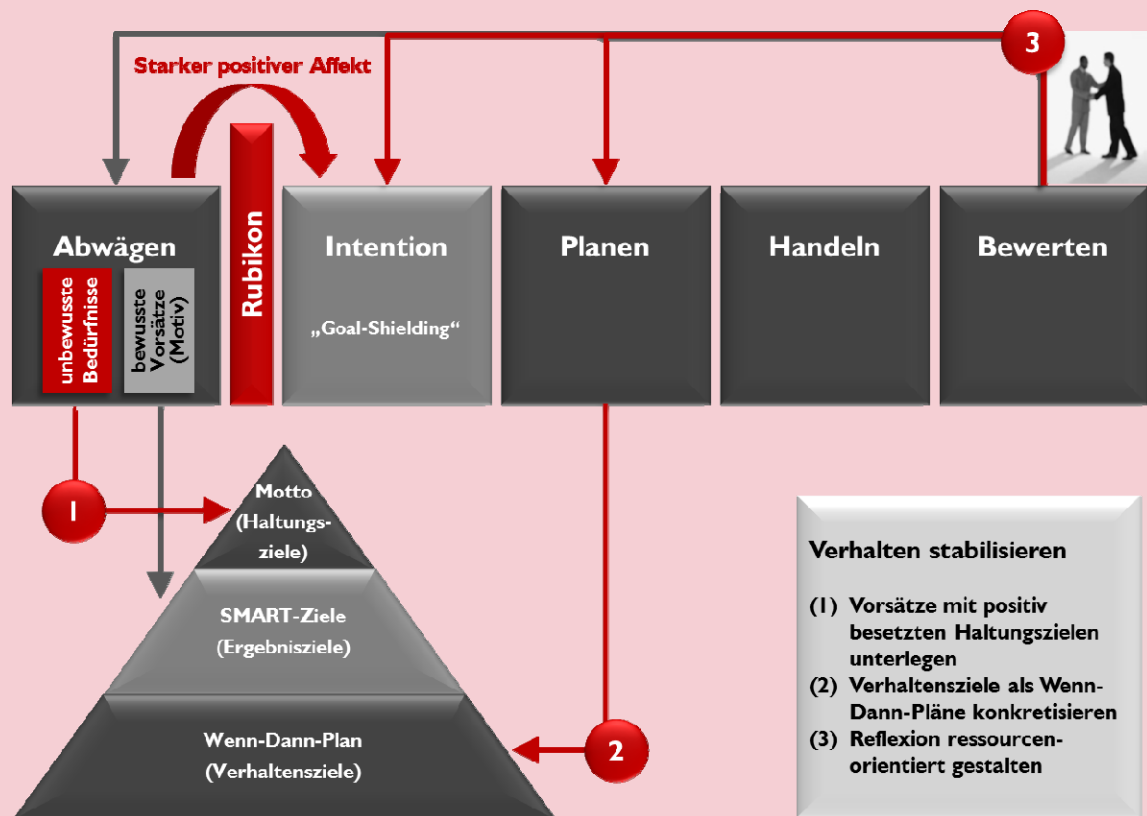 3
Starker positiver Affekt
Abwägen
unbewusste
Bedürfnisse
bewusste
Vorsätze
(Motiv)
Rubikon
Intention
„Goal-Shielding“
Planen
Handeln
Bewerten
1
Motto
(Haltungs-
ziele)
SMART-Ziele
(Ergebnisziele)
Wenn-Dann-Plan
(Verhaltensziele)
2
Verhalten stabilisieren
(1) Vorsätze mit positiv
besetzten Haltungszielen
unterlegen
(2) Verhaltensziele als Wenn-
Dann-Pläne konkretisieren
(3) Reflexion ressourcen-
orientiert gestalten